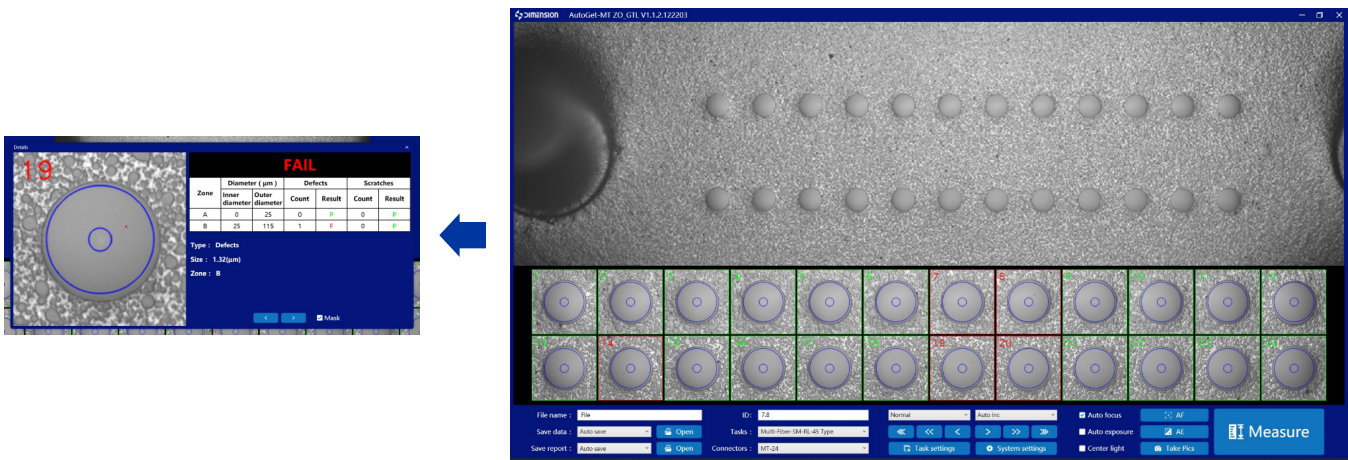 Details
19
FAIL
Zone
Diameter ( μm )
Defects
Scratches
Inner diameter
Outer diameter
Count
Result
Count
Result
A 0 25 0 P 0 P
B 25 115 1 F 0 P
Type : Defects
Size : 1.32(μm)
Zone : B
< >
Mask
DIMENSION AutoGet-MT ZO_GTL V1.1.2.122203
7
14
19
20
File name : File
ID: 7.8
Normal
Auto Inc
Auto focus
AF
Save data : Auto save
Open
Tasks : Multi-Fiber-SM-RL-45 Type
Auto exposure
AE
Measure
Save report : Auto save
Open
Connectors : MT-24
Task settings
System settings
Center light
Take Pics